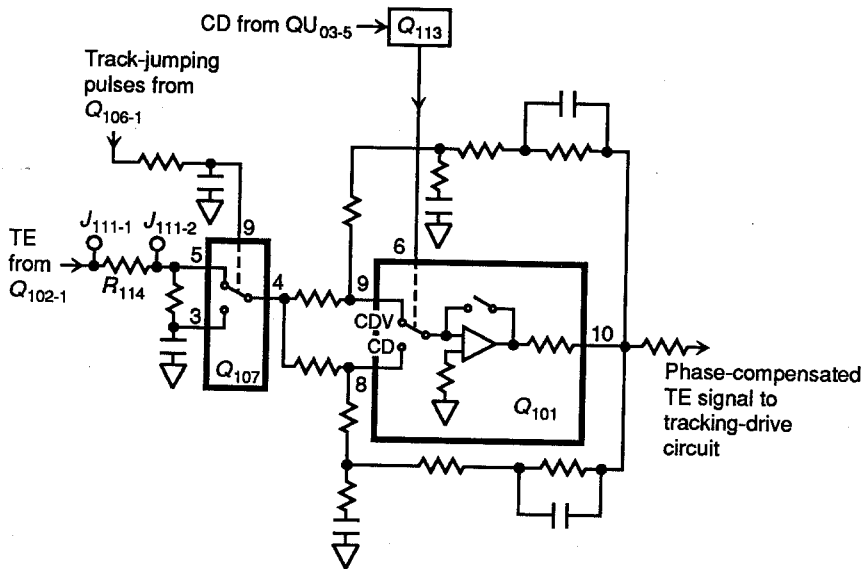 CD from QU03-5
Q113
Track-jumping
pulses from
Q106-1
TE
from
Q102-1
J111-1
J111-2
R114
9
5
4
3
Q107
6
9
CDV
CD
8
10
Q101
Phase-compensated
TE signal to
tracking-drive
circuit